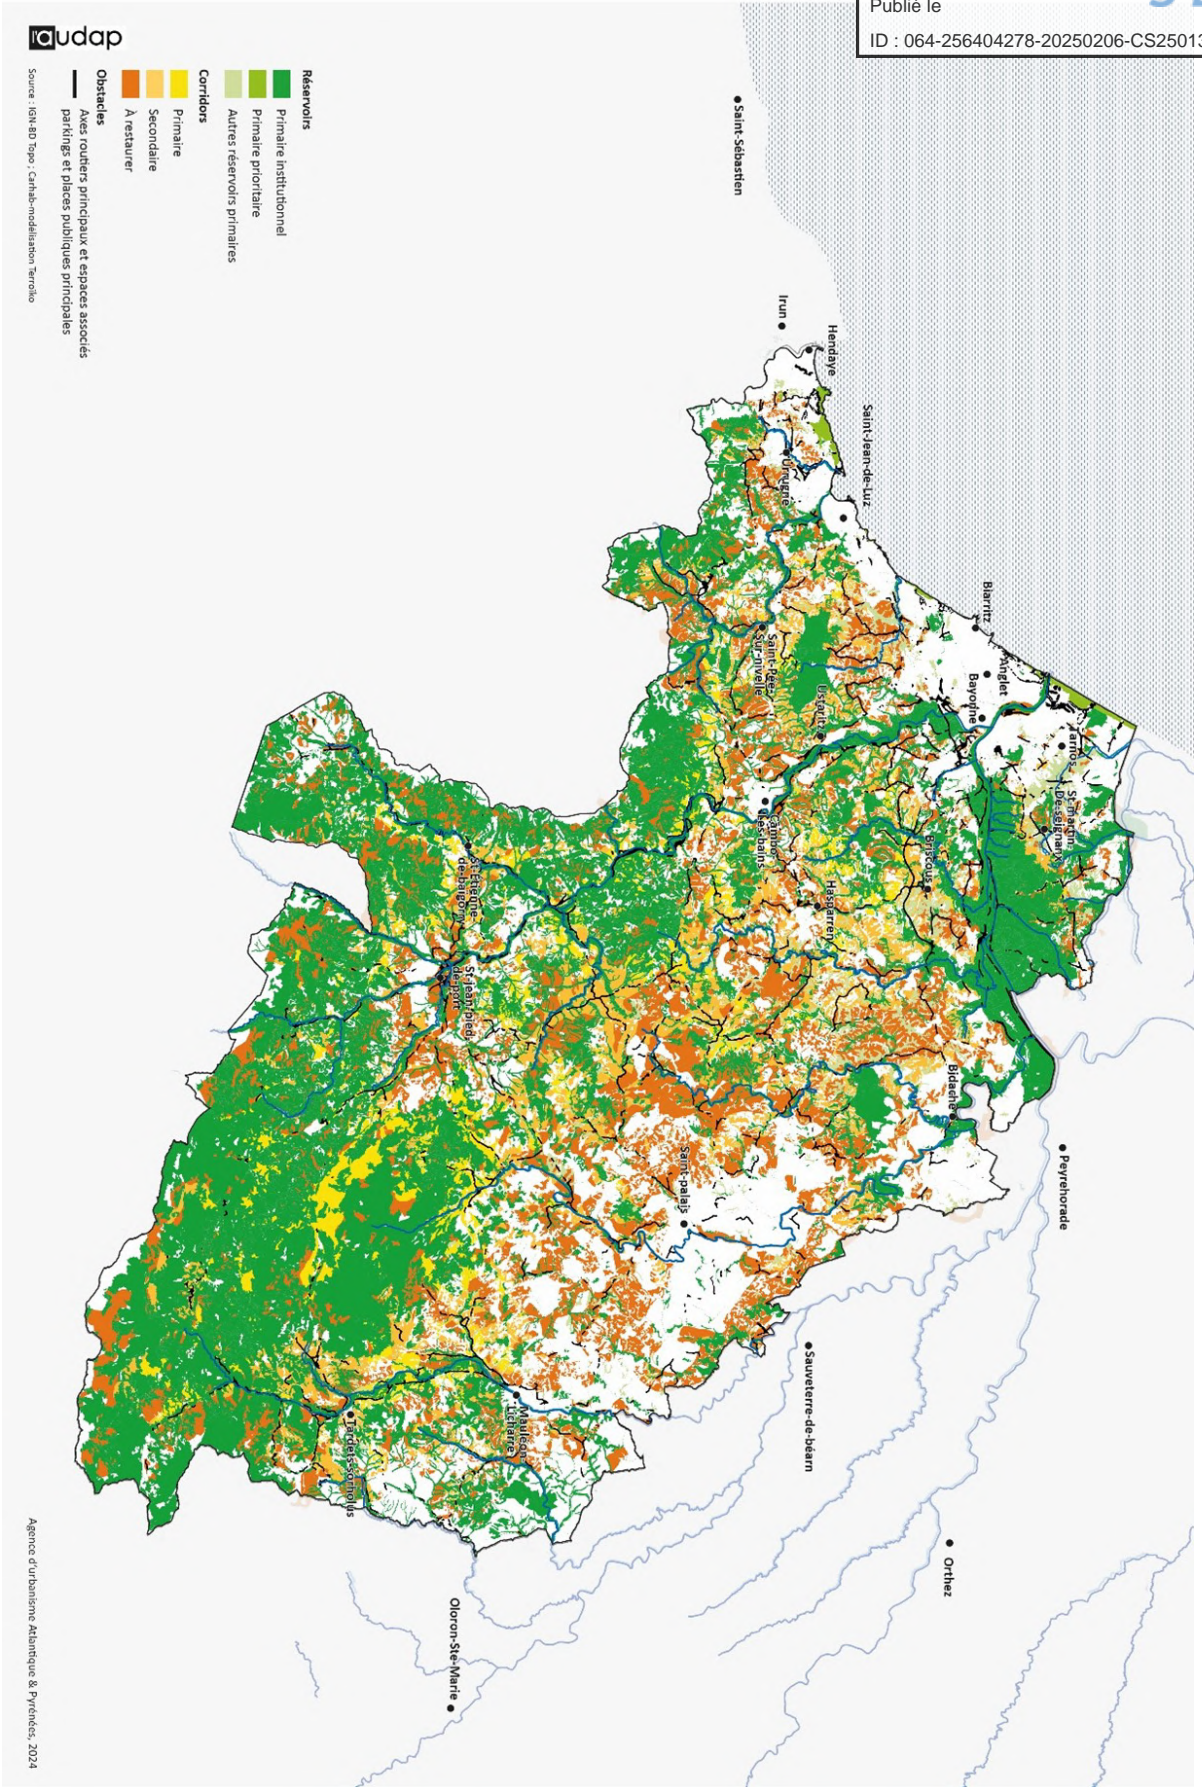 Publié le
ID : 064-256404278-20250206-CS25013
audap
Réservoirs
Primaire institutionnel
Primaire prioritaire
Autres réservoirs primaires
Corridors
Primaire
Secondaire
À restaurer
Obstacles
Axes routiers principaux et espaces associés
parkings et places publiques principales
Source : IGN-BD Topo ; Carhab-modélisation Terroïko
Saint-Sébastien
Irun
Hendaye
Saint-Jean-de-Luz
Urrugne
Biarritz
Anglet
Bayonne
Tarnos
St-martin-
De-seignanx
Saint-Pée-
Sur-nivelle
Ustaritz
Cambo-
Les-bains
Briscous
Hasparren
St-Etienne-
de-baïgorry
St-jean-pied-
de-port
Bidache
Peyrehorade
Saint-palais
Sauveterre-de-béarn
Mauléon-
Licharre
Tardets-sorholus
Orthez
Oloron-Ste-Marie
Agence d'urbanisme Atlantique & Pyrénées, 2024